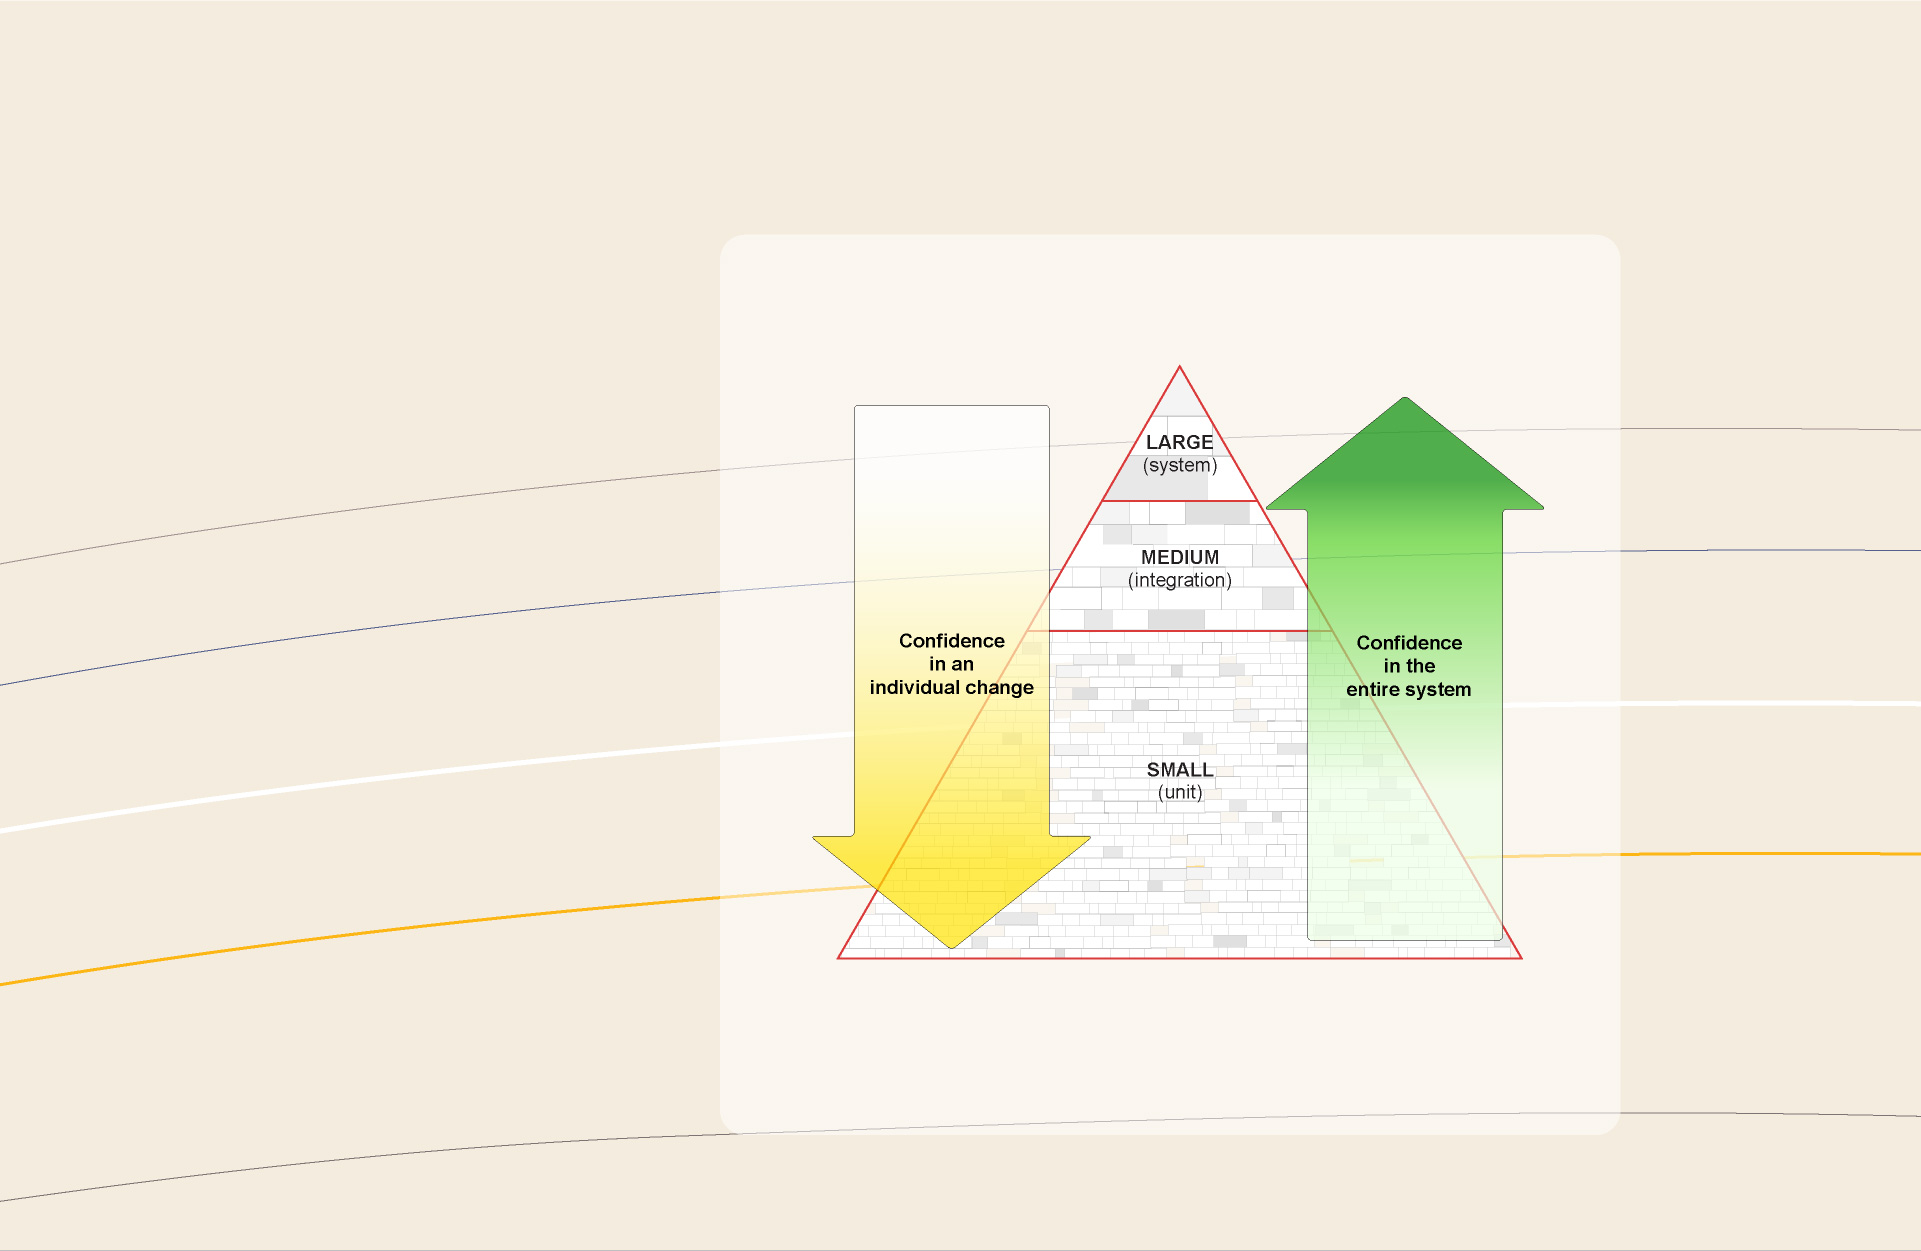 LARGE
(system)
MEDIUM
(integration)
Confidence
in an
individual change
Confidence
in the
entire system
SMALL
(unit)